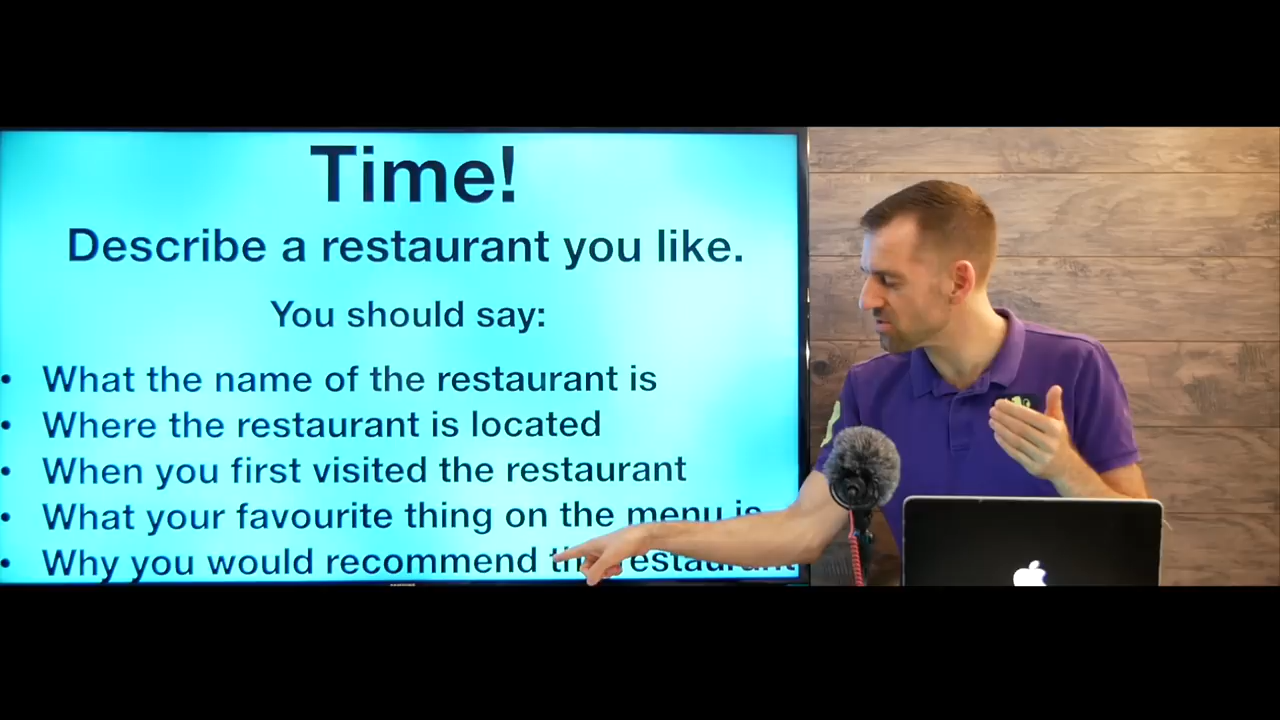 Time!
Describe a restaurant you like.
You should say:
• What the name of the restaurant is
• Where the restaurant is located
• When you first visited the restaurant
• What your favourite thing on the menu is
• Why you would recommend the restaurant